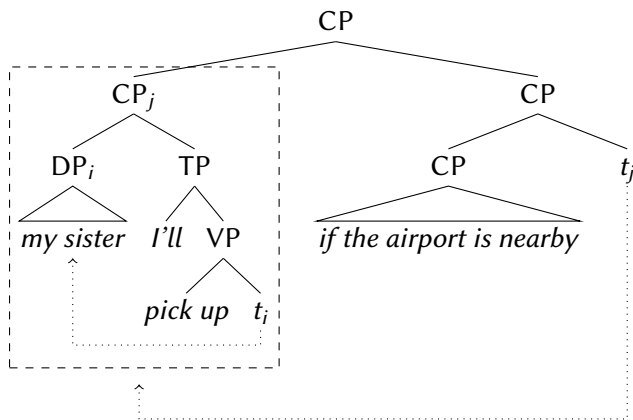 CP
CPj CP
DPi TP CP tj
my sister I'll VP if the airport is nearby
pick up ti